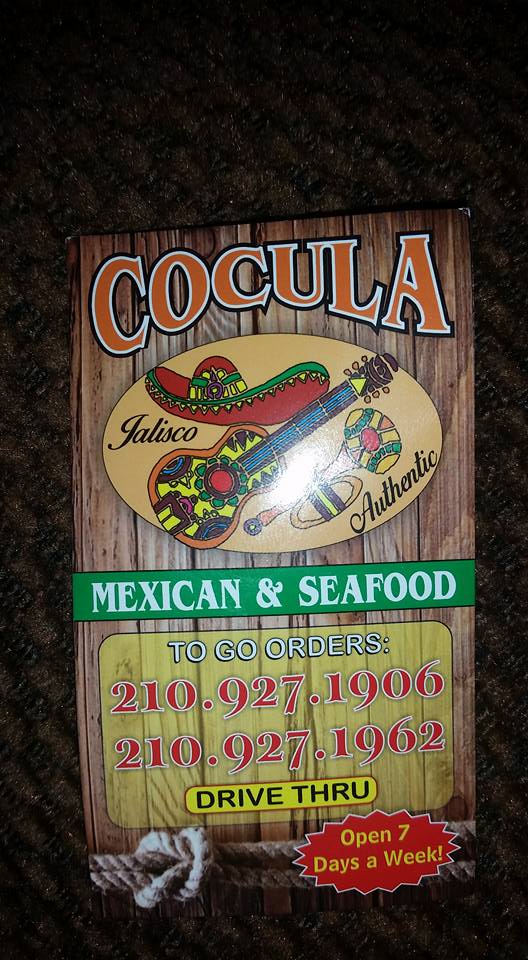 COCULA
Jalisco
Authentic
MEXICAN & SEAFOOD
TO GO ORDERS:
210.927.1906
210.927.1962
DRIVE THRU
Open 7
Days a Week!